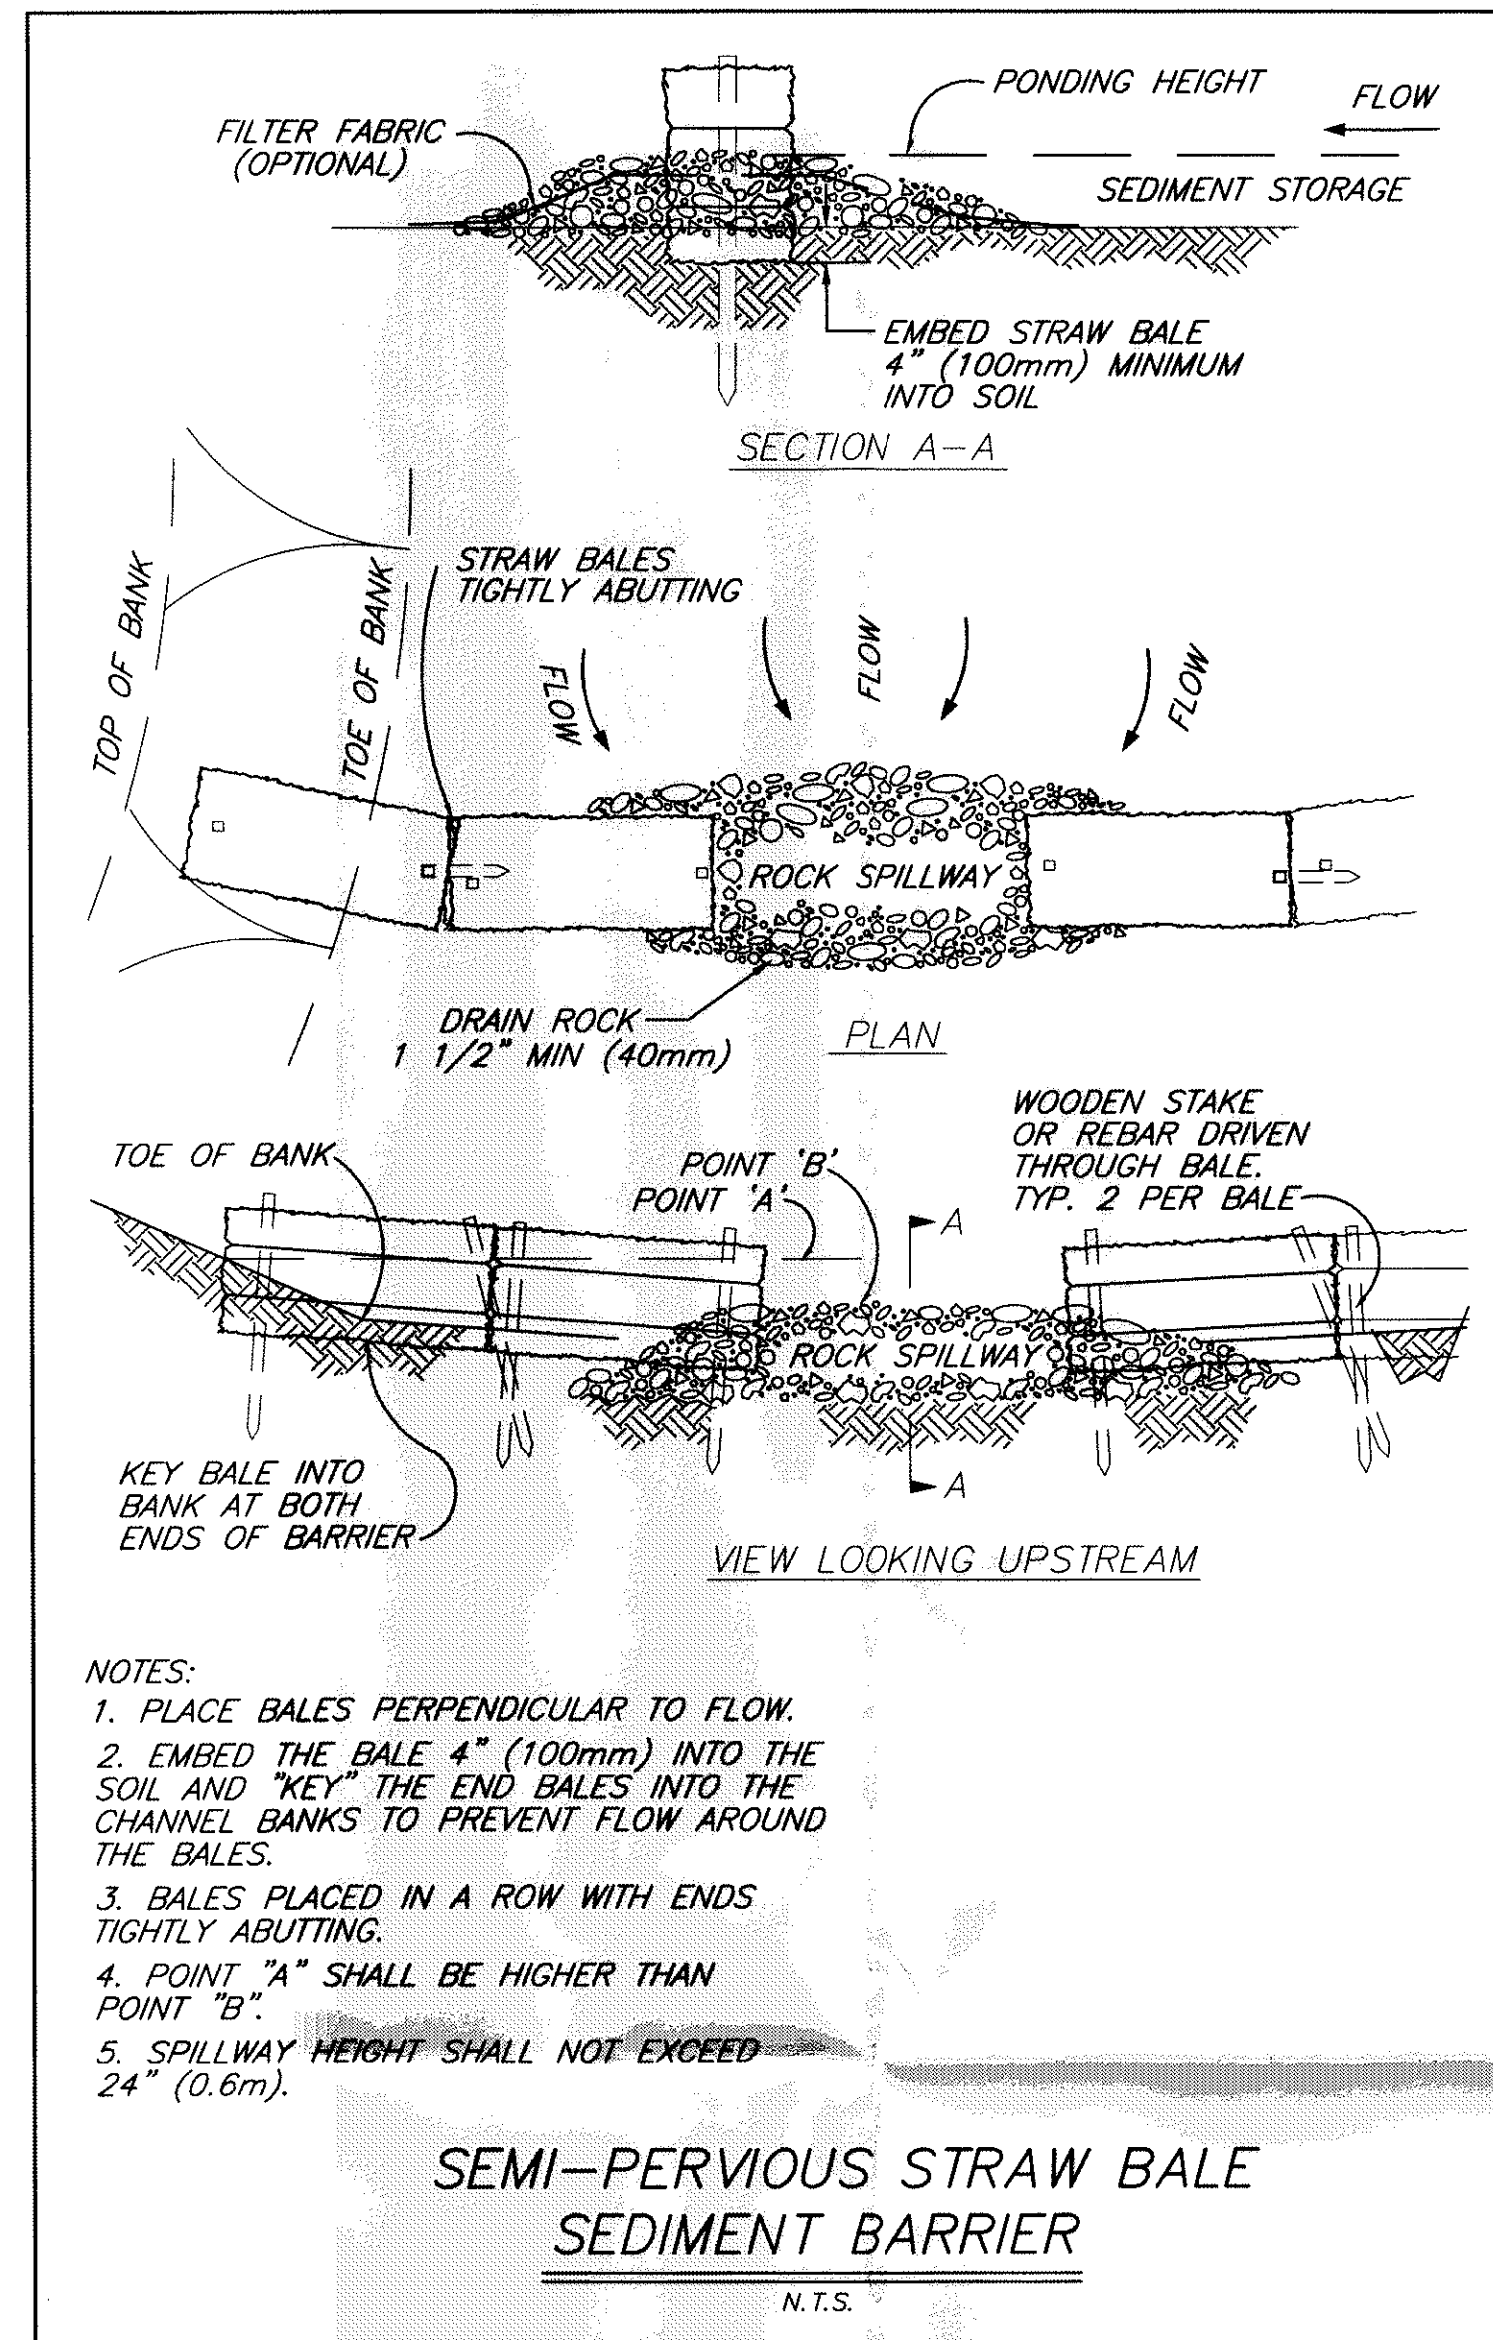 PONDING HEIGHT
FLOW
FILTER FABRIC
(OPTIONAL)
SEDIMENT STORAGE
EMBED STRAW BALE
4" (100mm) MINIMUM
INTO SOIL
SECTION A-A
STRAW BALES
TIGHTLY ABUTTING
TOP OF BANK
TOE OF BANK
FLOW
FLOW
FLOW
ROCK SPILLWAY
DRAIN ROCK
1 1/2" MIN (40mm)
PLAN
WOODEN STAKE
OR REBAR DRIVEN
THROUGH BALE.
TYP. 2 PER BALE
TOE OF BANK
POINT 'B'
POINT 'A'
A
ROCK SPILLWAY
A
KEY BALE INTO
BANK AT BOTH
ENDS OF BARRIER
VIEW LOOKING UPSTREAM
NOTES:
1. PLACE BALES PERPENDICULAR TO FLOW.
2. EMBED THE BALE 4" (100mm) INTO THE
SOIL AND "KEY" THE END BALES INTO THE
CHANNEL BANKS TO PREVENT FLOW AROUND
THE BALES.
3. BALES PLACED IN A ROW WITH ENDS
TIGHTLY ABUTTING.
4. POINT "A" SHALL BE HIGHER THAN
POINT "B".
5. SPILLWAY HEIGHT SHALL NOT EXCEED
24" (0.6m).
SEMI-PERVIOUS STRAW BALE
SEDIMENT BARRIER
N.T.S.